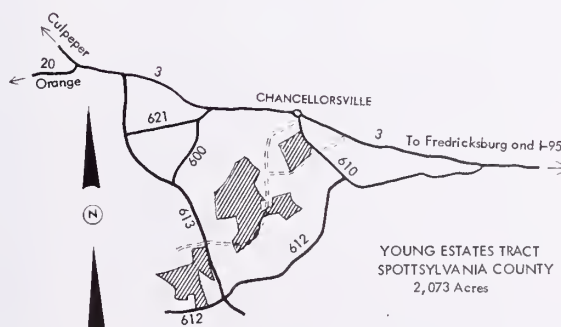 Culpeper
20
Orange
3
CHANCELLORSVILLE
621
600
3
To Fredricksburg and I-95
610
613
N
612
YOUNG ESTATES TRACT
SPOTTSYLVANIA COUNTY
2,073 Acres
612